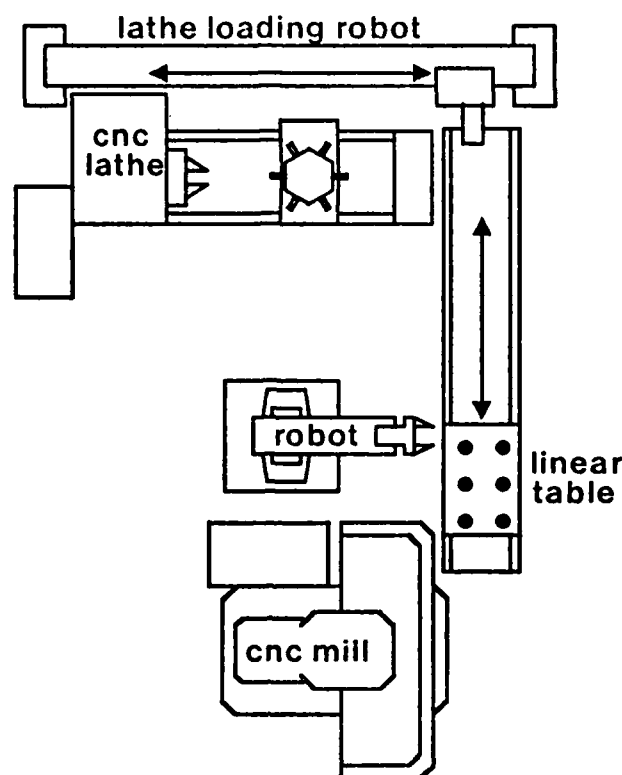 lathe loading robot
cnc
lathe
robot
linear
table
cnc mill